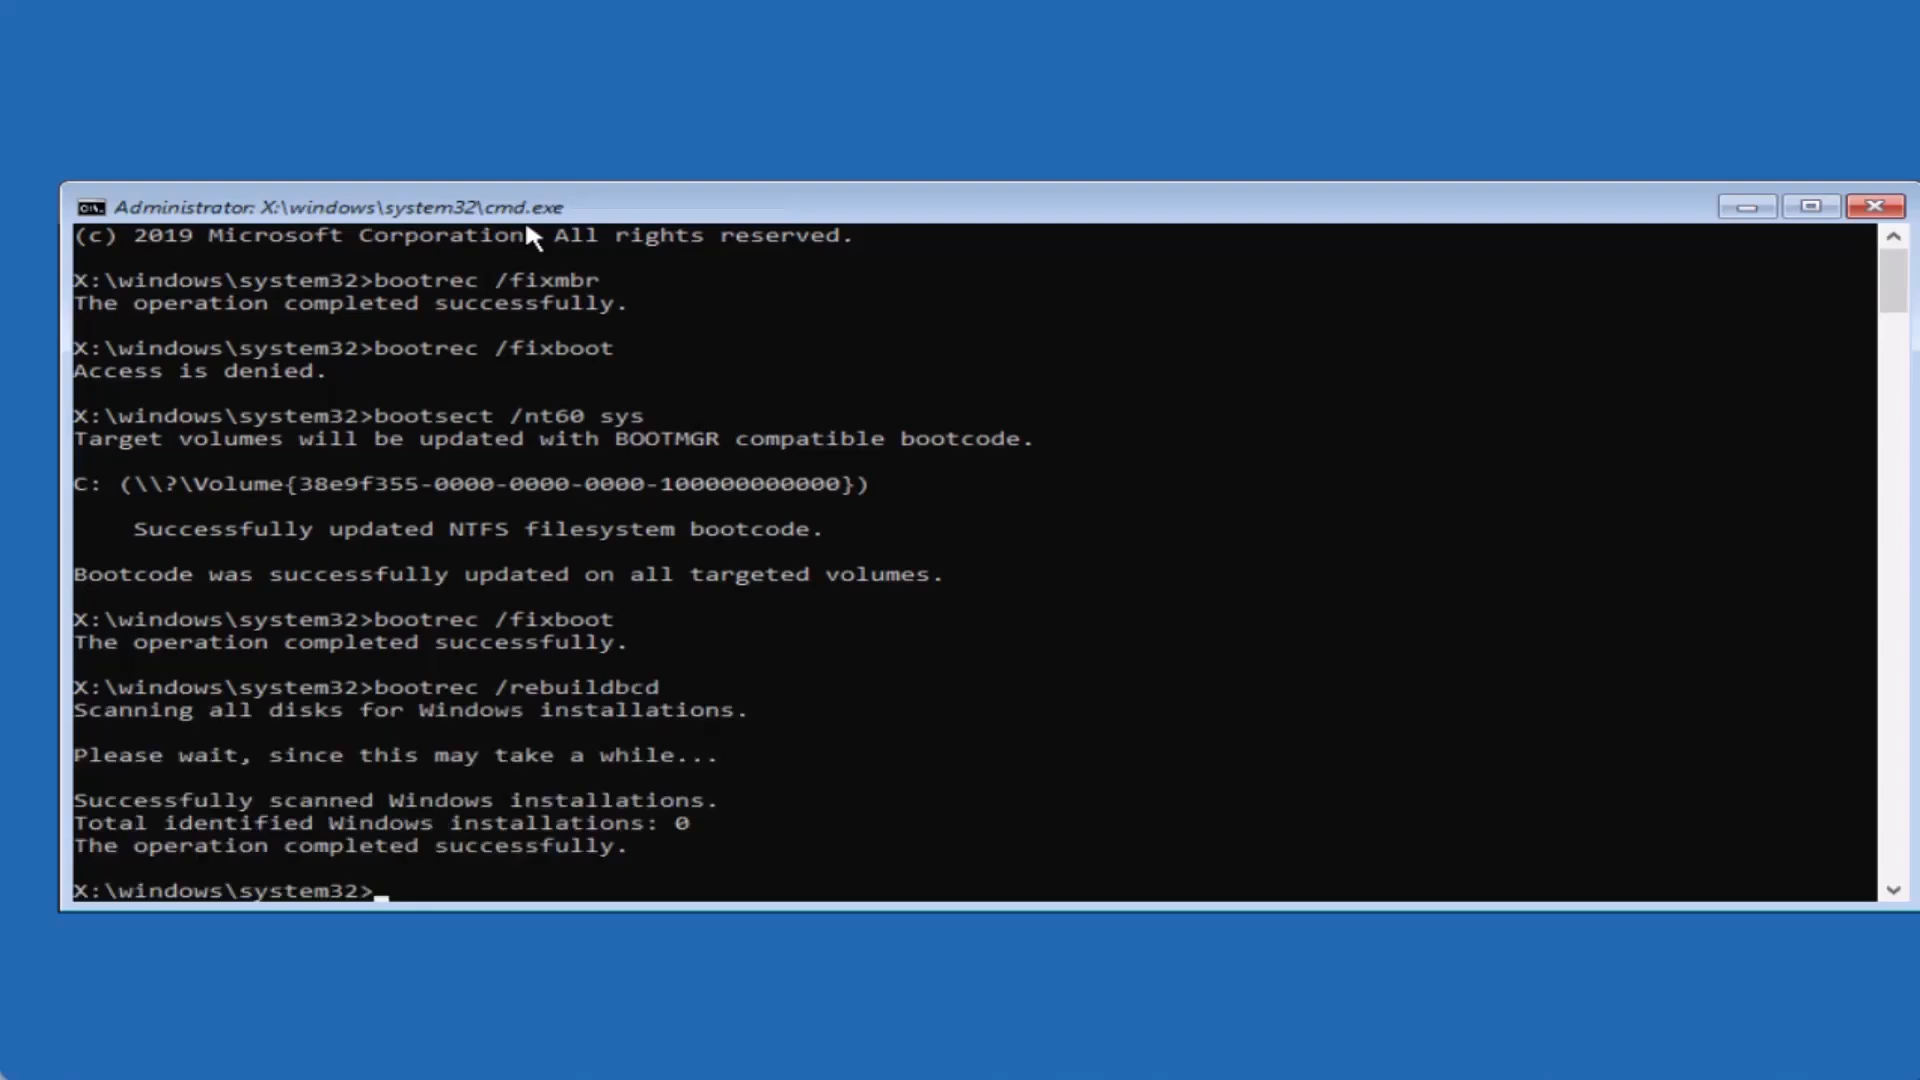 Administrator: X:\windows\system32\cmd.exe
(c) 2019 Microsoft Corporation All rights reserved.
X:\windows\system32>bootrec /fixmbr
The operation completed successfully.
X:\windows\system32>bootrec /fixboot
Access is denied.
X:\windows\system32>bootsect /nt60 sys
Target volumes will be updated with BOOTMGR compatible bootcode.
C: (\\?\Volume{38e9f355-0000-0000-0000-100000000000})
Successfully updated NTFS filesystem bootcode.
Bootcode was successfully updated on all targeted volumes.
X:\windows\system32>bootrec /fixboot
The operation completed successfully.
X:\windows\system32>bootrec /rebuildbcd
Scanning all disks for Windows installations.
Please wait, since this may take a while...
Successfully scanned Windows installations.
Total identified Windows installations: 0
The operation completed successfully.
X:\windows\system32>_